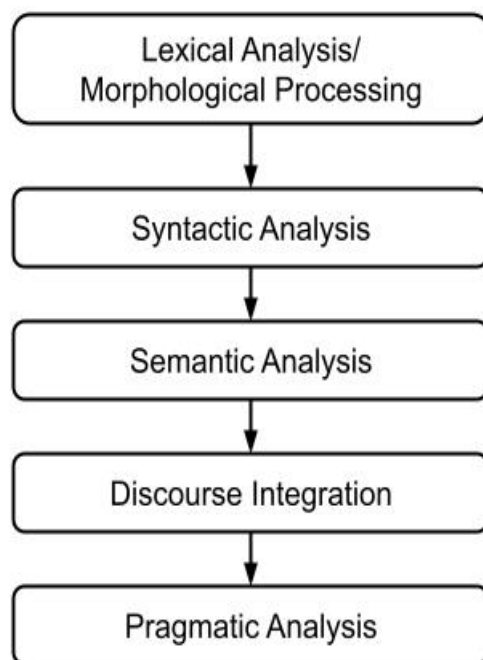 Lexical Analysis/
Morphological Processing
Syntactic Analysis
Semantic Analysis
Discourse Integration
Pragmatic Analysis